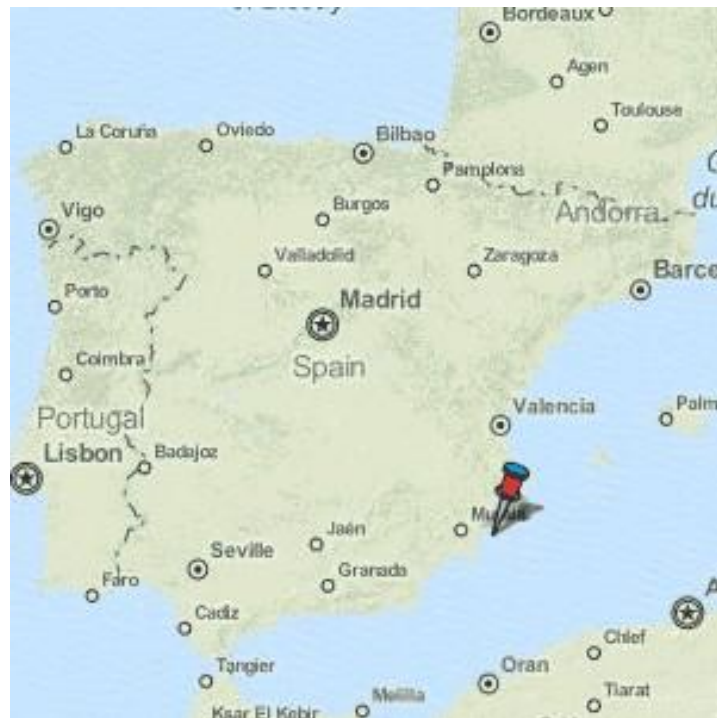 Bordeaux
Agen
Toulouse
La Coruña
Oviedo
Bilbao
Pamplona
Vigo
Burgos
Andorra
Valladolid
Zaragoza
Porto
Madrid
Barce
Coimbra
Spain
Portugal
Valencia
Palm
Lisbon
Badajoz
Jaén
Seville
Granada
Faro
Cadiz
Chlef
Tangier
Oran
Melilla
Tiarat
Ksar El Kebir